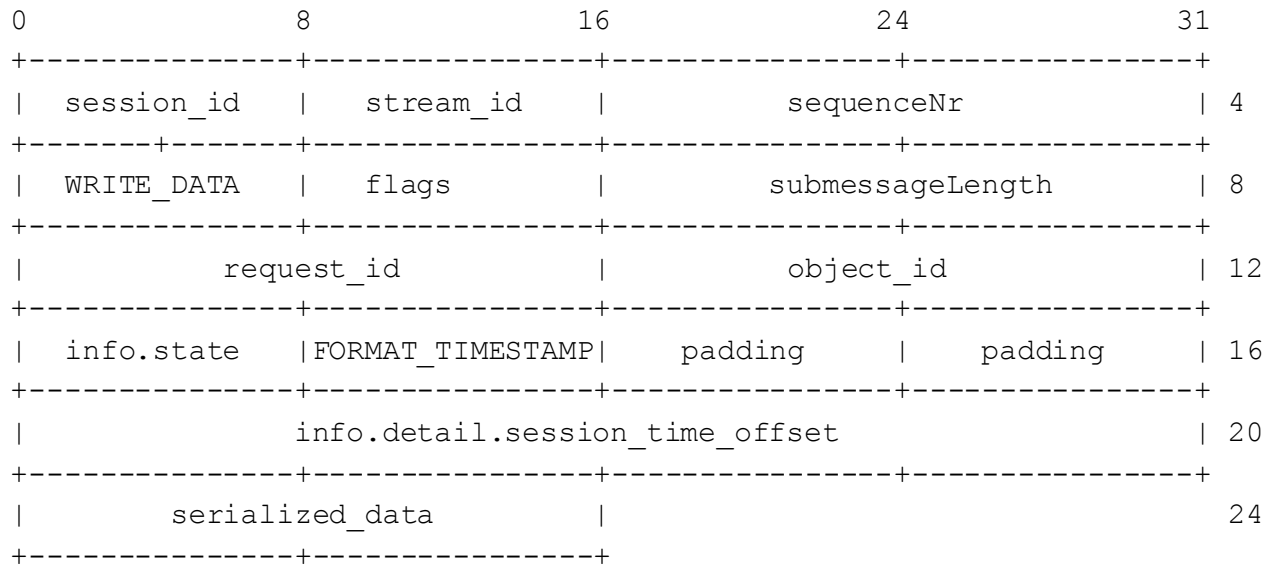 0               8               16              24             31
+---------------+---------------+---------------+---------------+
|  session_id   |   stream_id   |          sequenceNr           | 4
+-------+-------+---------------+---------------+---------------+
|  WRITE_DATA   |   flags       |         submessageLength      | 8
+---------------+---------------+---------------+---------------+
|          request_id           |          object_id            | 12
+---------------+---------------+---------------+---------------+
|  info.state   |FORMAT_TIMESTAMP|    padding     |    padding    | 16
+---------------+---------------+---------------+---------------+
|              info.detail.session_time_offset                  | 20
+---------------+---------------+---------------+---------------+
|        serialized_data        |                                 24
+---------------+---------------+